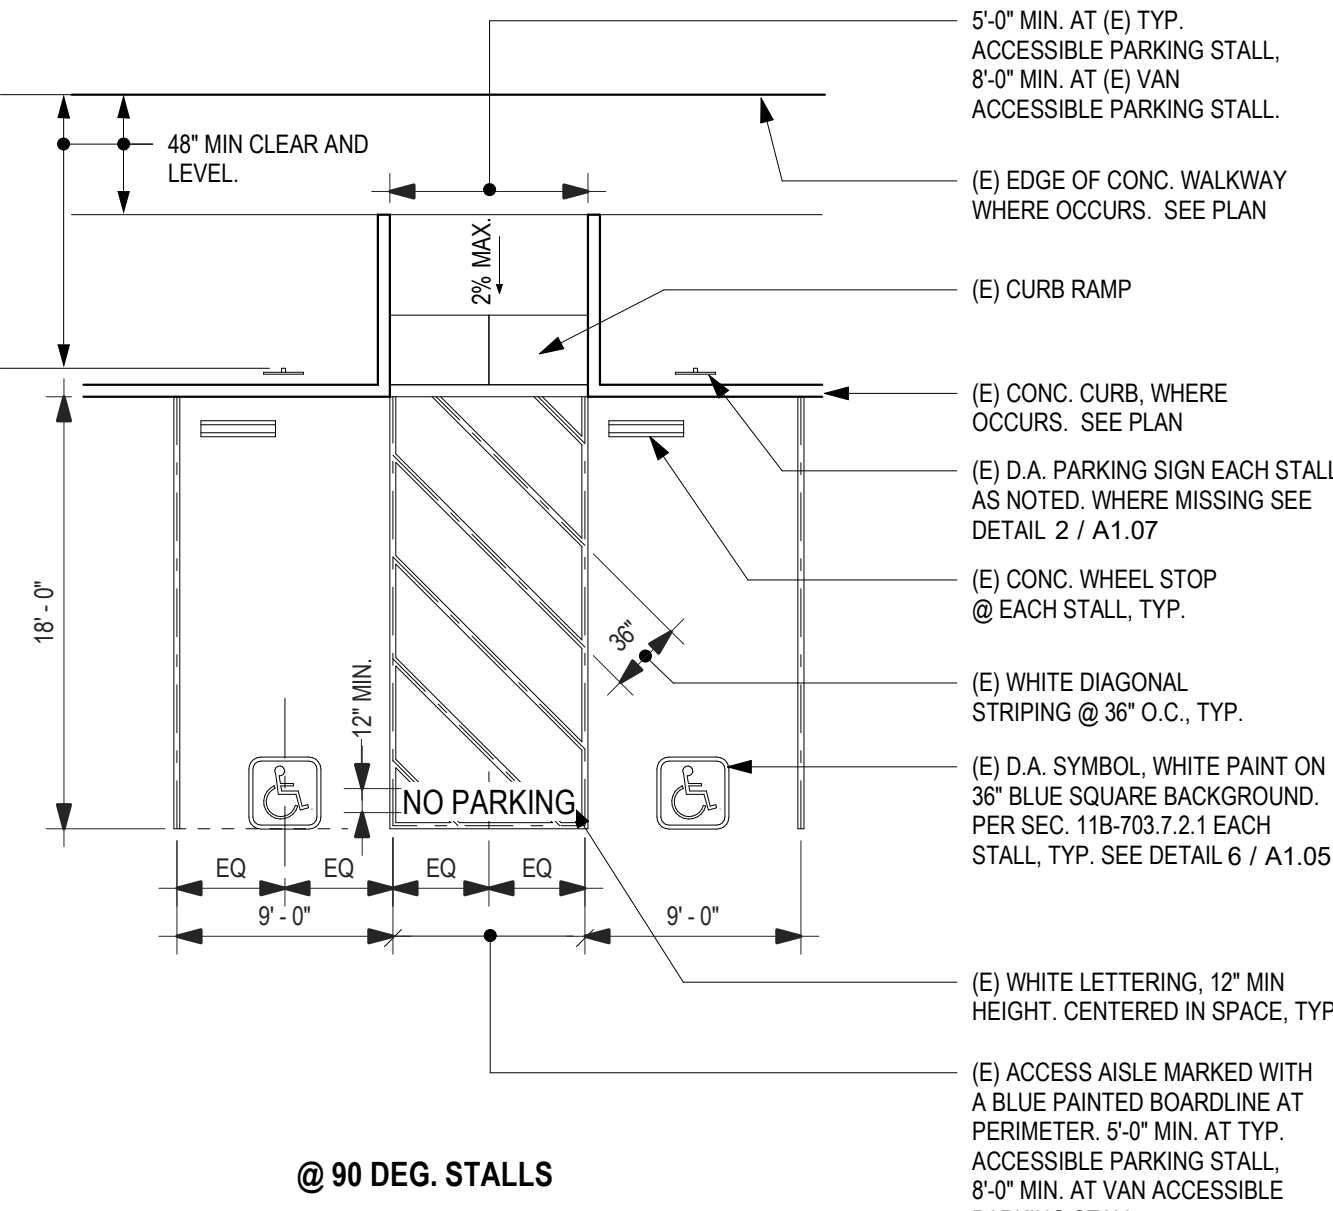 5'-0" MIN. AT (E) TYP.
ACCESSIBLE PARKING STALL,
8'-0" MIN. AT (E) VAN
ACCESSIBLE PARKING STALL.
48" MIN CLEAR AND
LEVEL.
(E) EDGE OF CONC. WALKWAY
WHERE OCCURS. SEE PLAN
2% MAX.
(E) CURB RAMP
(E) CONC. CURB, WHERE
OCCURS. SEE PLAN
(E) D.A. PARKING SIGN EACH STALL
AS NOTED. WHERE MISSING SEE
DETAIL 2 / A1.07
(E) CONC. WHEEL STOP
@ EACH STALL, TYP.
18' - 0"
36"
12" MIN.
(E) WHITE DIAGONAL
STRIPING @ 36" O.C., TYP.
(E) D.A. SYMBOL, WHITE PAINT ON
36" BLUE SQUARE BACKGROUND.
PER SEC. 11B-703.7.2.1 EACH
STALL, TYP. SEE DETAIL 6 / A1.05
NO PARKING
EQ EQ EQ EQ
9' - 0" 9' - 0"
(E) WHITE LETTERING, 12" MIN
HEIGHT. CENTERED IN SPACE, TYP
(E) ACCESS AISLE MARKED WITH
A BLUE PAINTED BOARDLINE AT
PERIMETER. 5'-0" MIN. AT TYP.
ACCESSIBLE PARKING STALL,
8'-0" MIN. AT VAN ACCESSIBLE
@ 90 DEG. STALLS